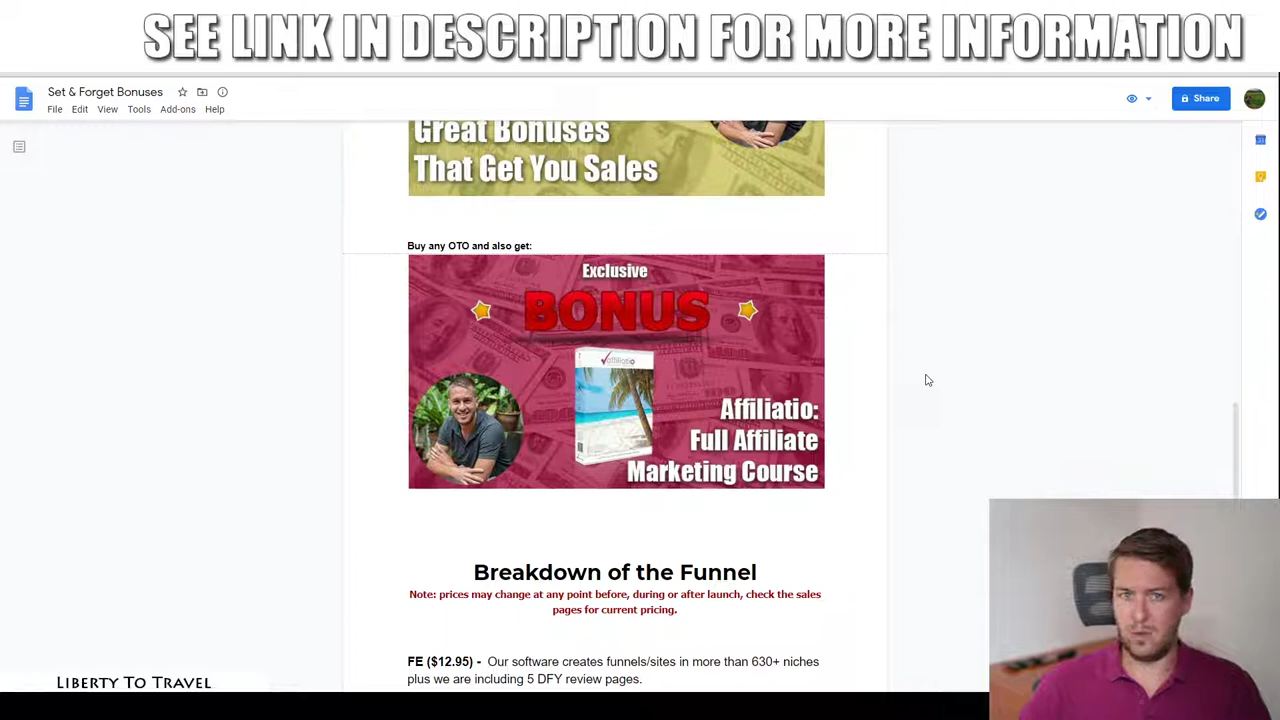 SEE LINK IN DESCRIPTION FOR MORE INFORMATION
Set & Forget Bonuses
File Edit View Tools Add-ons Help
Share
Great Bonuses
That Get You Sales
Buy any OTO and also get:
Exclusive
BONUS
affiliatio
Affiliatio:
Full Affiliate
Marketing Course
Breakdown of the Funnel
Note: prices may change at any point before, during or after launch, check the sales
pages for current pricing.
FE ($12.95) - Our software creates funnels/sites in more than 630+ niches
plus we are including 5 DFY review pages.
LIBERTY TO TRAVEL